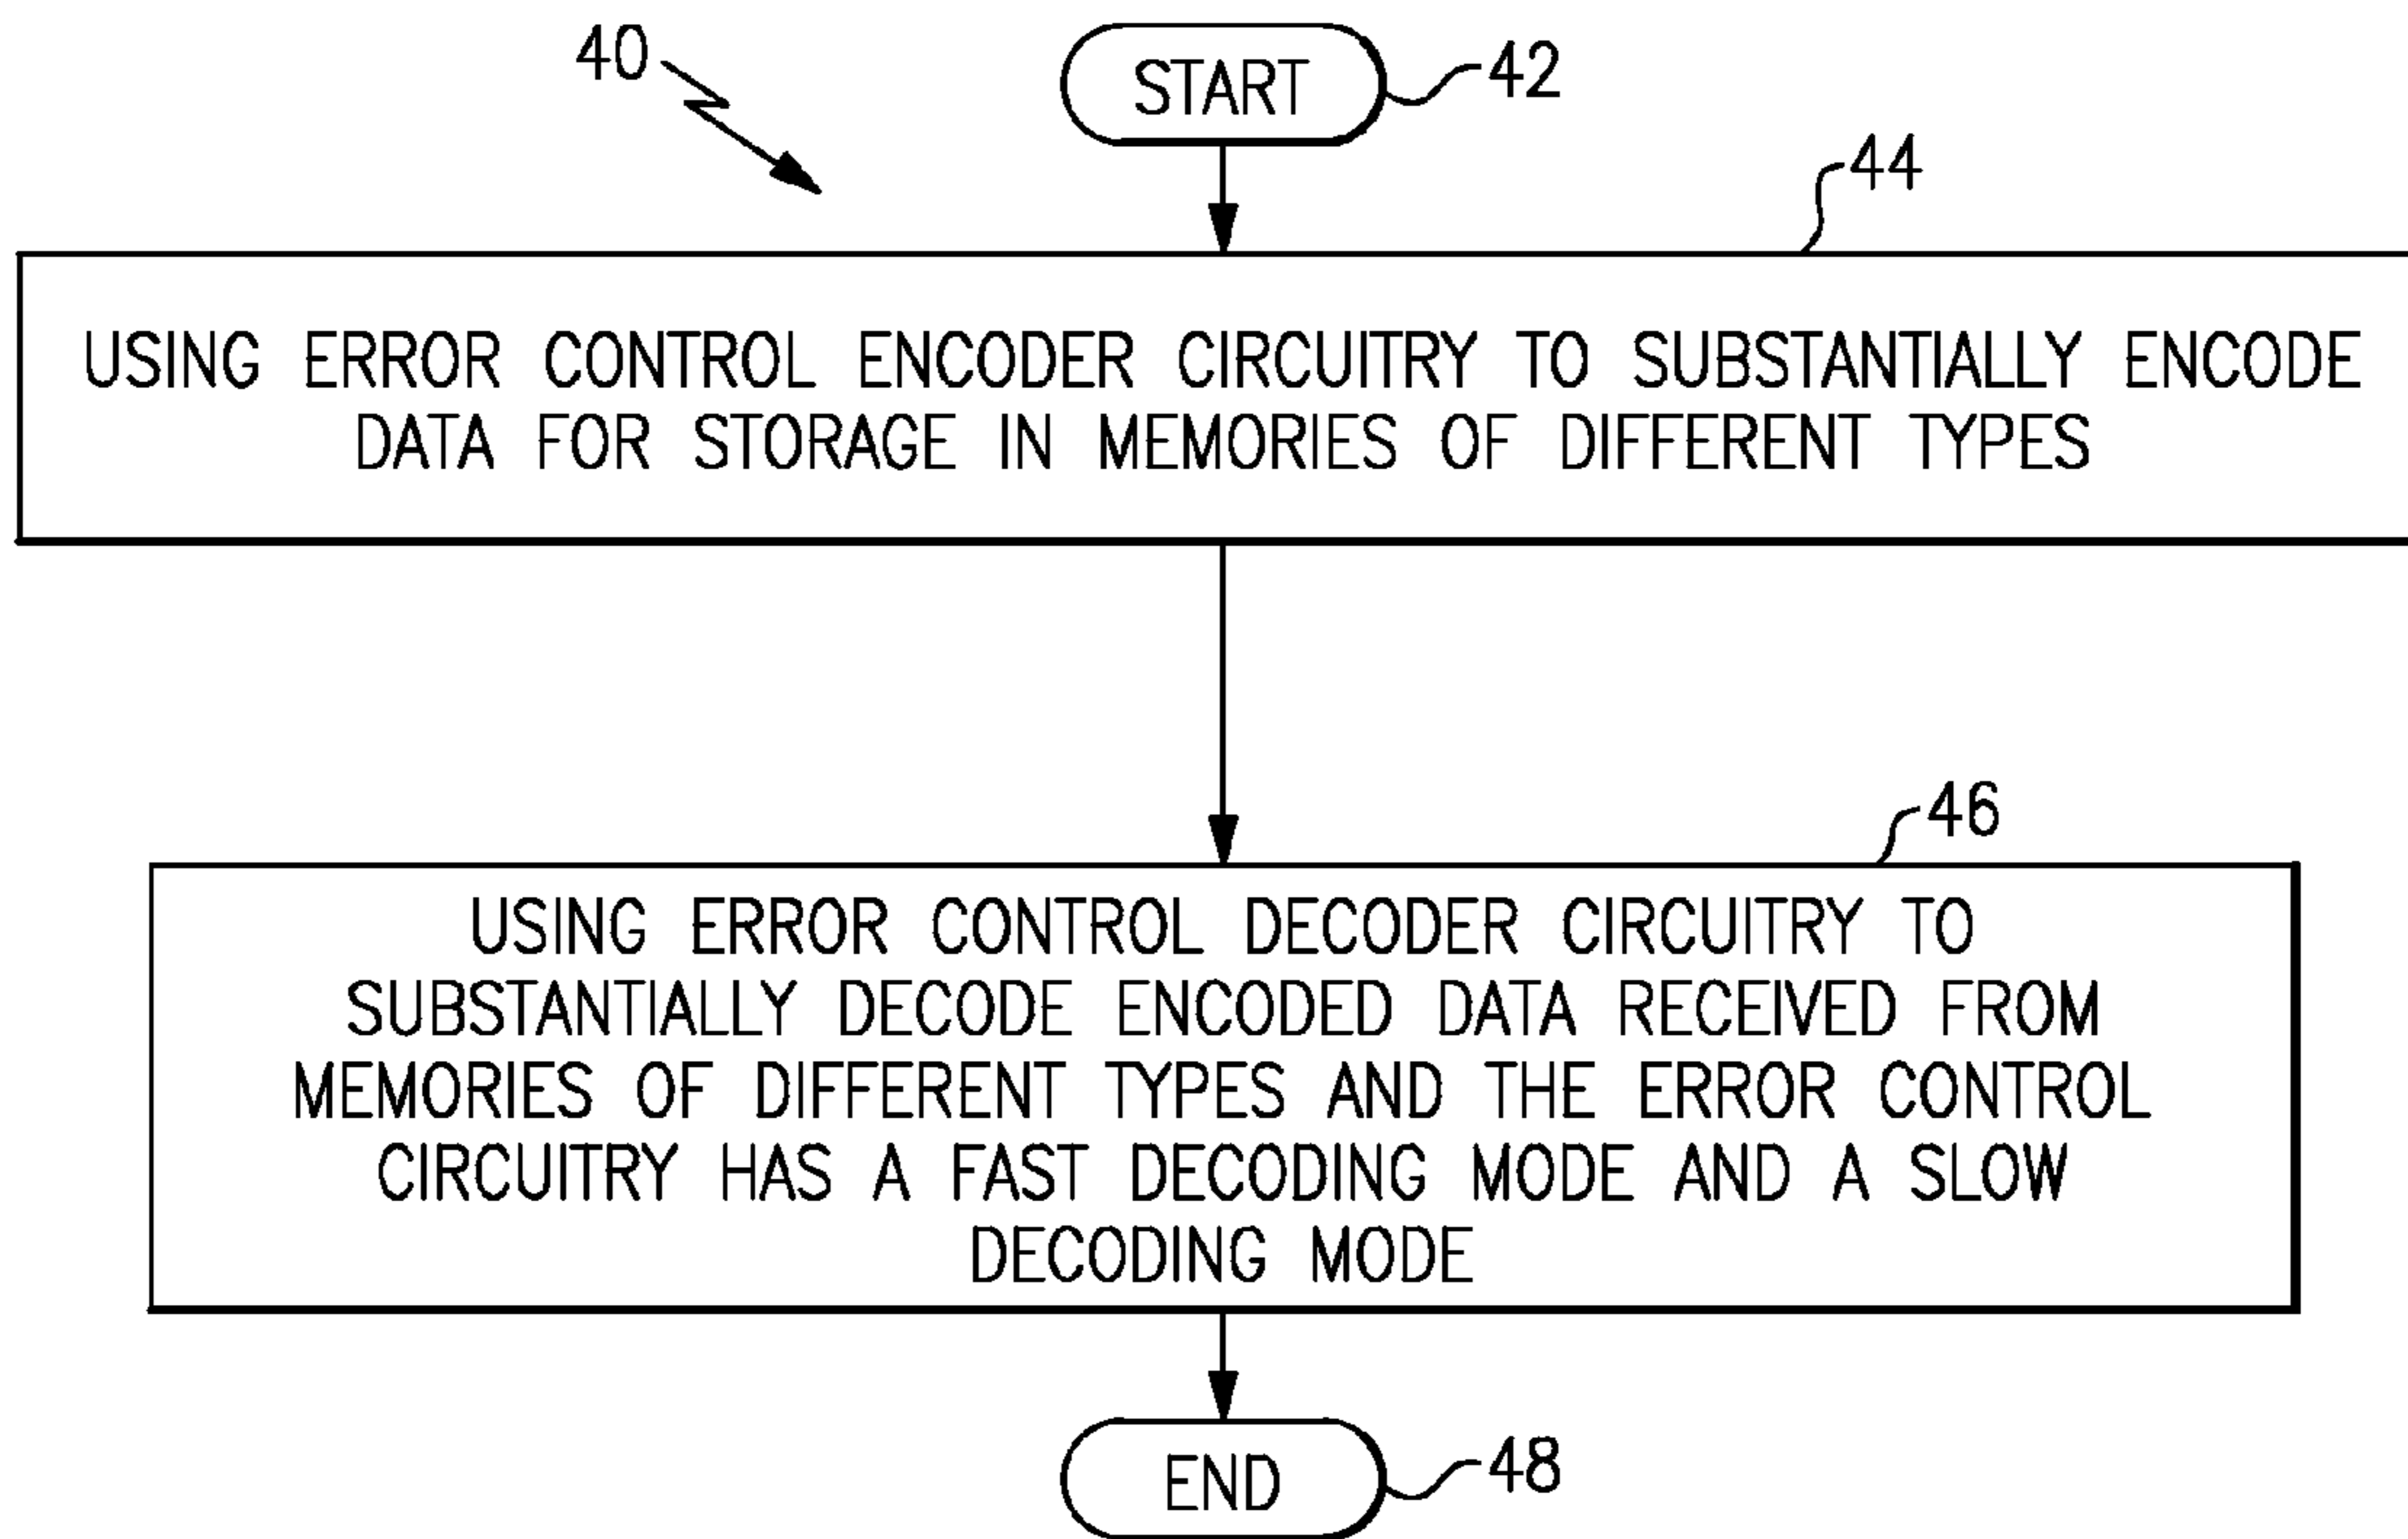 40
START
42
44
USING ERROR CONTROL ENCODER CIRCUITRY TO SUBSTANTIALLY ENCODE
DATA FOR STORAGE IN MEMORIES OF DIFFERENT TYPES
46
USING ERROR CONTROL DECODER CIRCUITRY TO
SUBSTANTIALLY DECODE ENCODED DATA RECEIVED FROM
MEMORIES OF DIFFERENT TYPES AND THE ERROR CONTROL
CIRCUITRY HAS A FAST DECODING MODE AND A SLOW
DECODING MODE
END
48